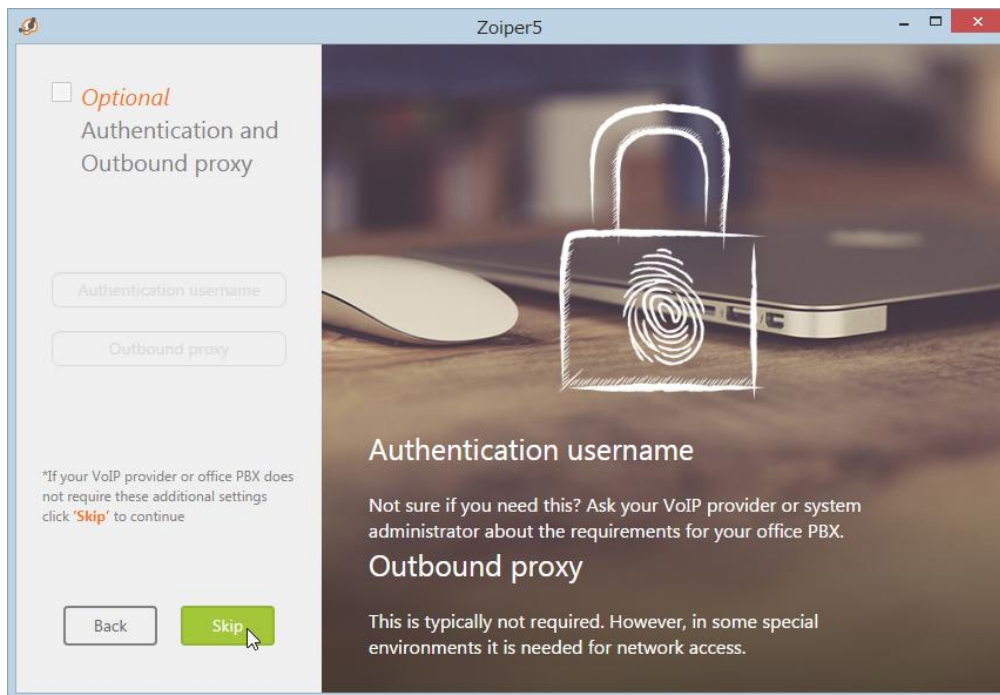 Zoiper5
Optional
Authentication and
Outbound proxy
Authentication username
Outbound proxy
*If your VoIP provider or office PBX does
not require these additional settings
click 'Skip' to continue
Back
Skip
Authentication username
Not sure if you need this? Ask your VoIP provider or system
administrator about the requirements for your office PBX.
Outbound proxy
This is typically not required. However, in some special
environments it is needed for network access.